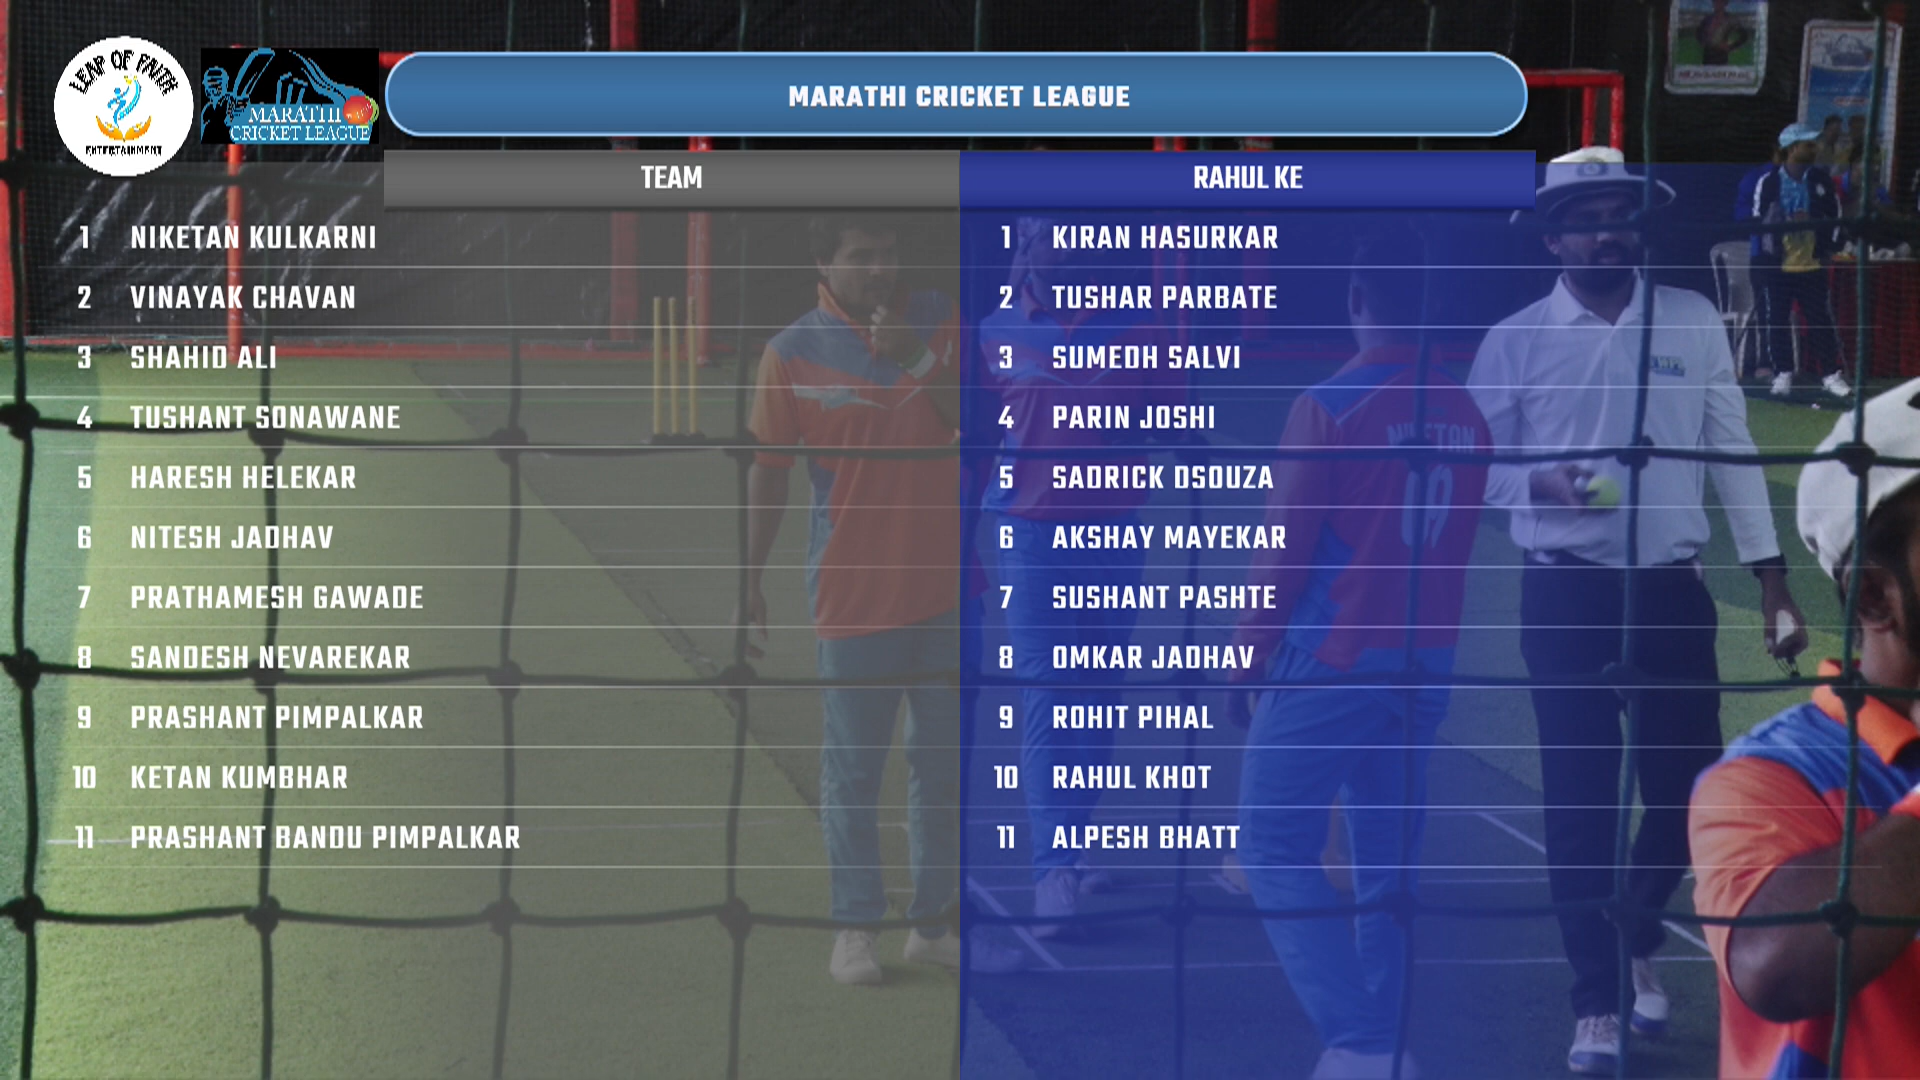 LEAP OF FAITH
ENTERTAINMENT
MARATHI
CRICKET LEAGUE
MARATHI CRICKET LEAGUE
TEAM
RAHUL KE
1 NIKETAN KULKARNI
2 VINAYAK CHAVAN
3 SHAHID ALI
4 TUSHANT SONAWANE
5 HARESH HELEKAR
6 NITESH JADHAV
7 PRATHAMESH GAWADE
8 SANDESH NEVAREKAR
9 PRASHANT PIMPALKAR
10 KETAN KUMBHAR
11 PRASHANT BANDU PIMPALKAR
1 KIRAN HASURKAR
2 TUSHAR PARBATE
3 SUMEDH SALVI
4 PARIN JOSHI
5 SADRICK DSOUZA
6 AKSHAY MAYEKAR
7 SUSHANT PASHTE
8 OMKAR JADHAV
9 ROHIT PIHAL
10 RAHUL KHOT
11 ALPESH BHATT
NIKETAN
19